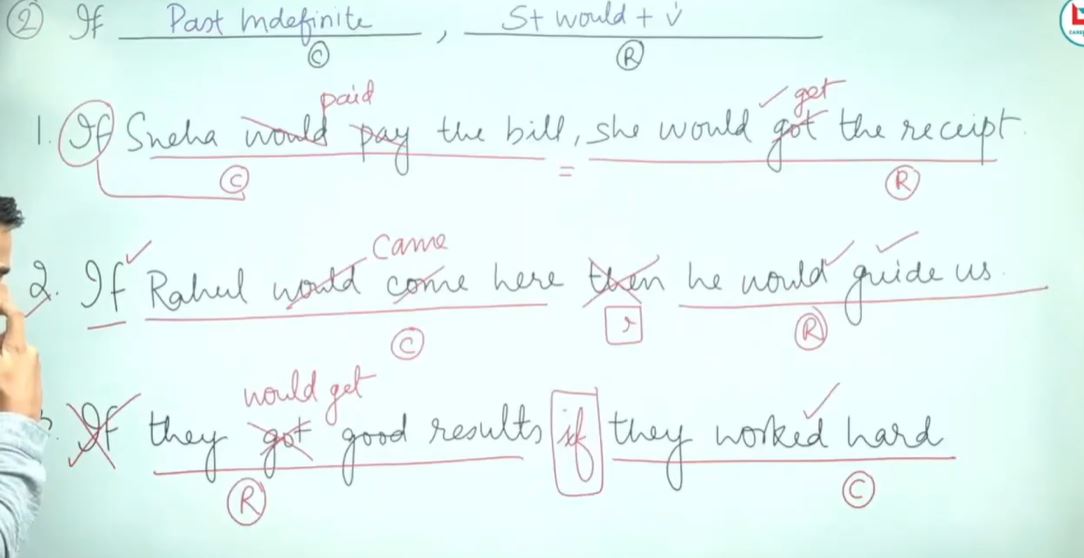 ② If Past Indefinite , S + would + v
Ⓒ Ⓡ
paid get
1. If Sneha would pay the bill, she would got the receipt.
Ⓒ = Ⓡ
Came
2. If Rahul would come here then he would guide us.
Ⓒ , Ⓡ
would get
If they got good results if they worked hard
Ⓡ Ⓒ